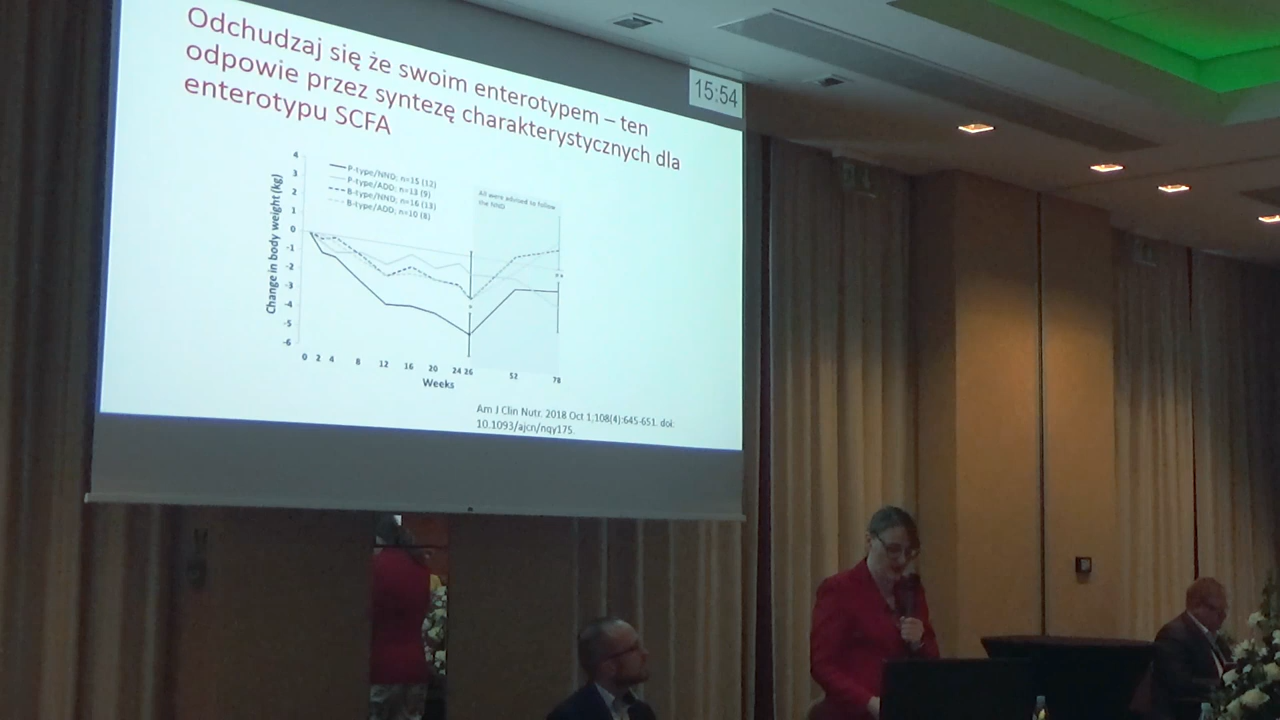 Odchudzaj się że swoim enterotypem – ten
odpowie przez syntezę charakterystycznych dla
enterotypu SCFA
15:54
P-type/NND; n=15 (12)
P-type/ADD; n=13 (9)
B-type/NND; n=16 (13)
B-type/ADD; n=10 (8)
All were advised to follow
the NND
Change in body weight (kg)
4
3
2
1
0
-1
-2
-3
-4
-5
-6
0 2 4 8 12 16 20 24 26 52 78
Weeks
Am J Clin Nutr. 2018 Oct 1;108(4):645-651. doi:
10.1093/ajcn/nqy175.